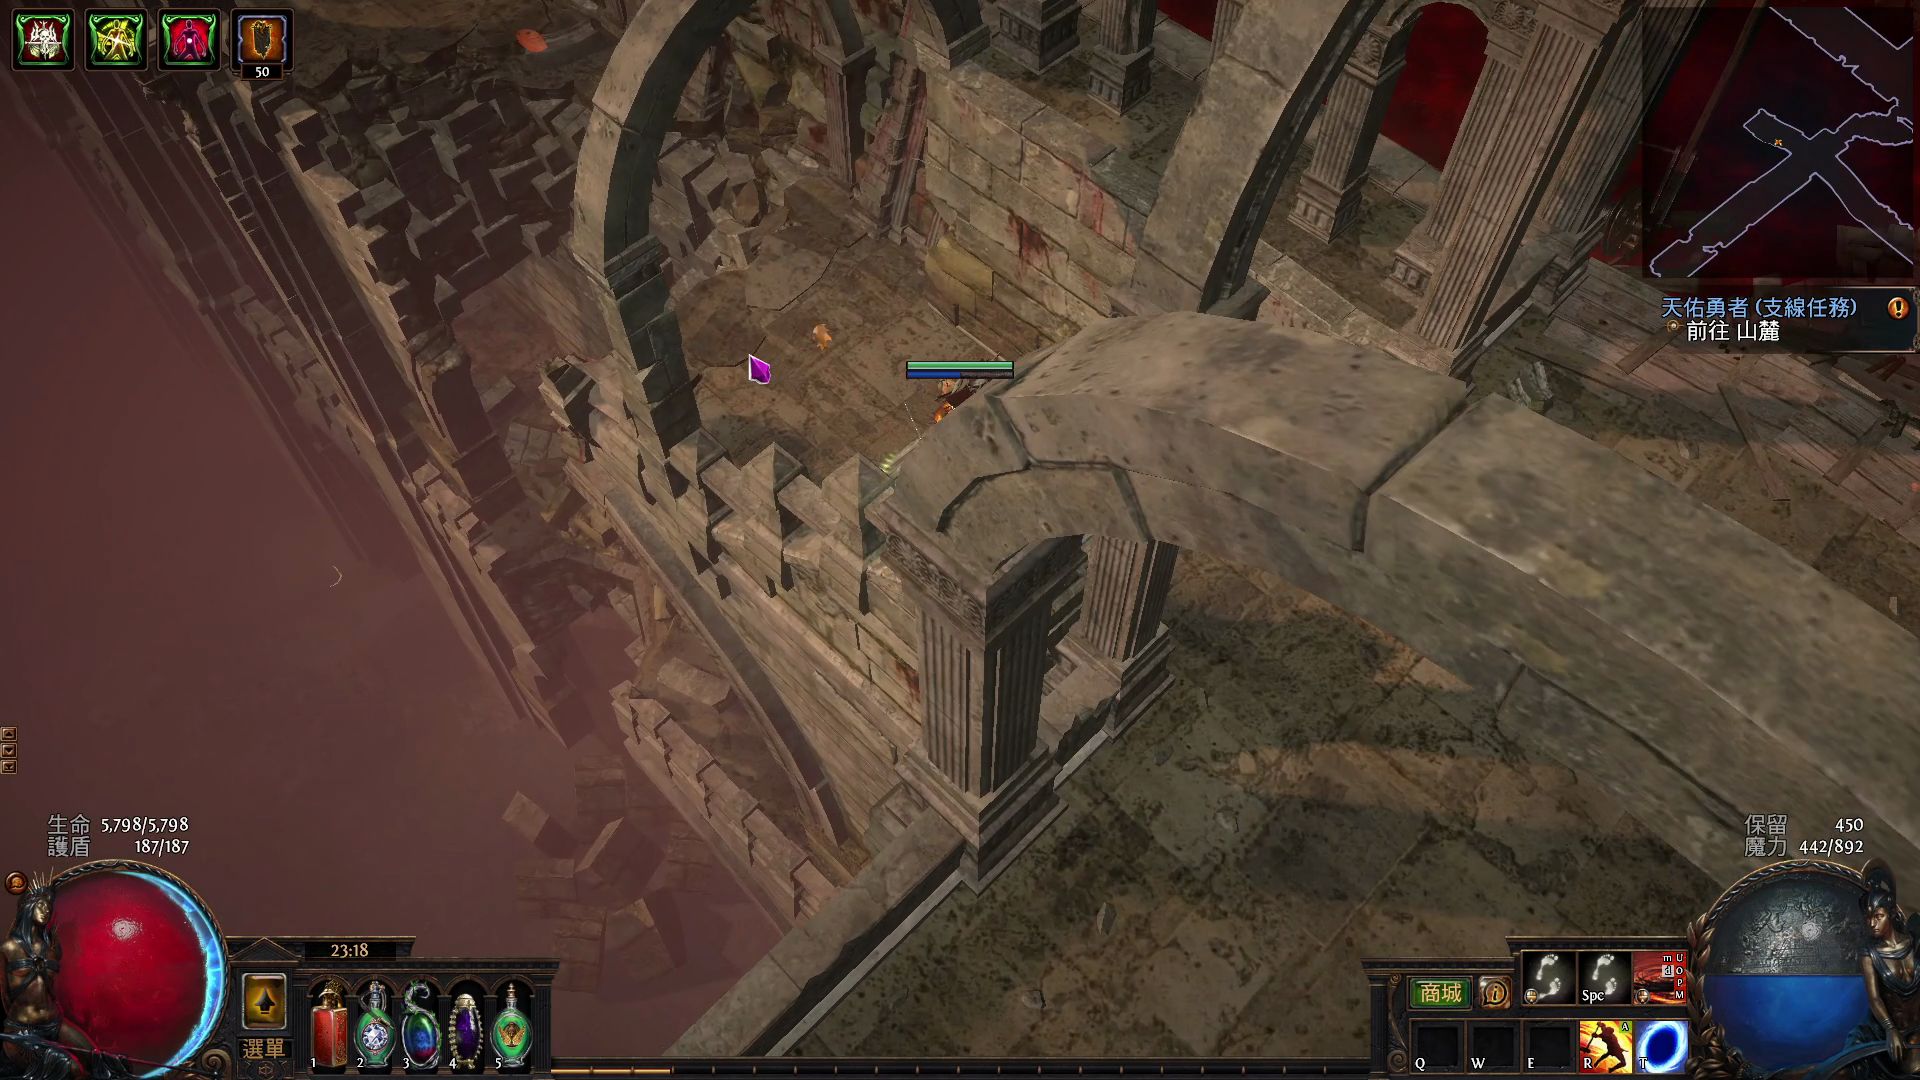 50
天佑勇者 (支線任務)
前往 山麓
生命 5,798/5,798
護盾 187/187
保留 450
魔力 442/892
23:18
選單
1
2
3
4
5
商城
Spc
m U
d O
P
M
Q
W
E
R
A
T